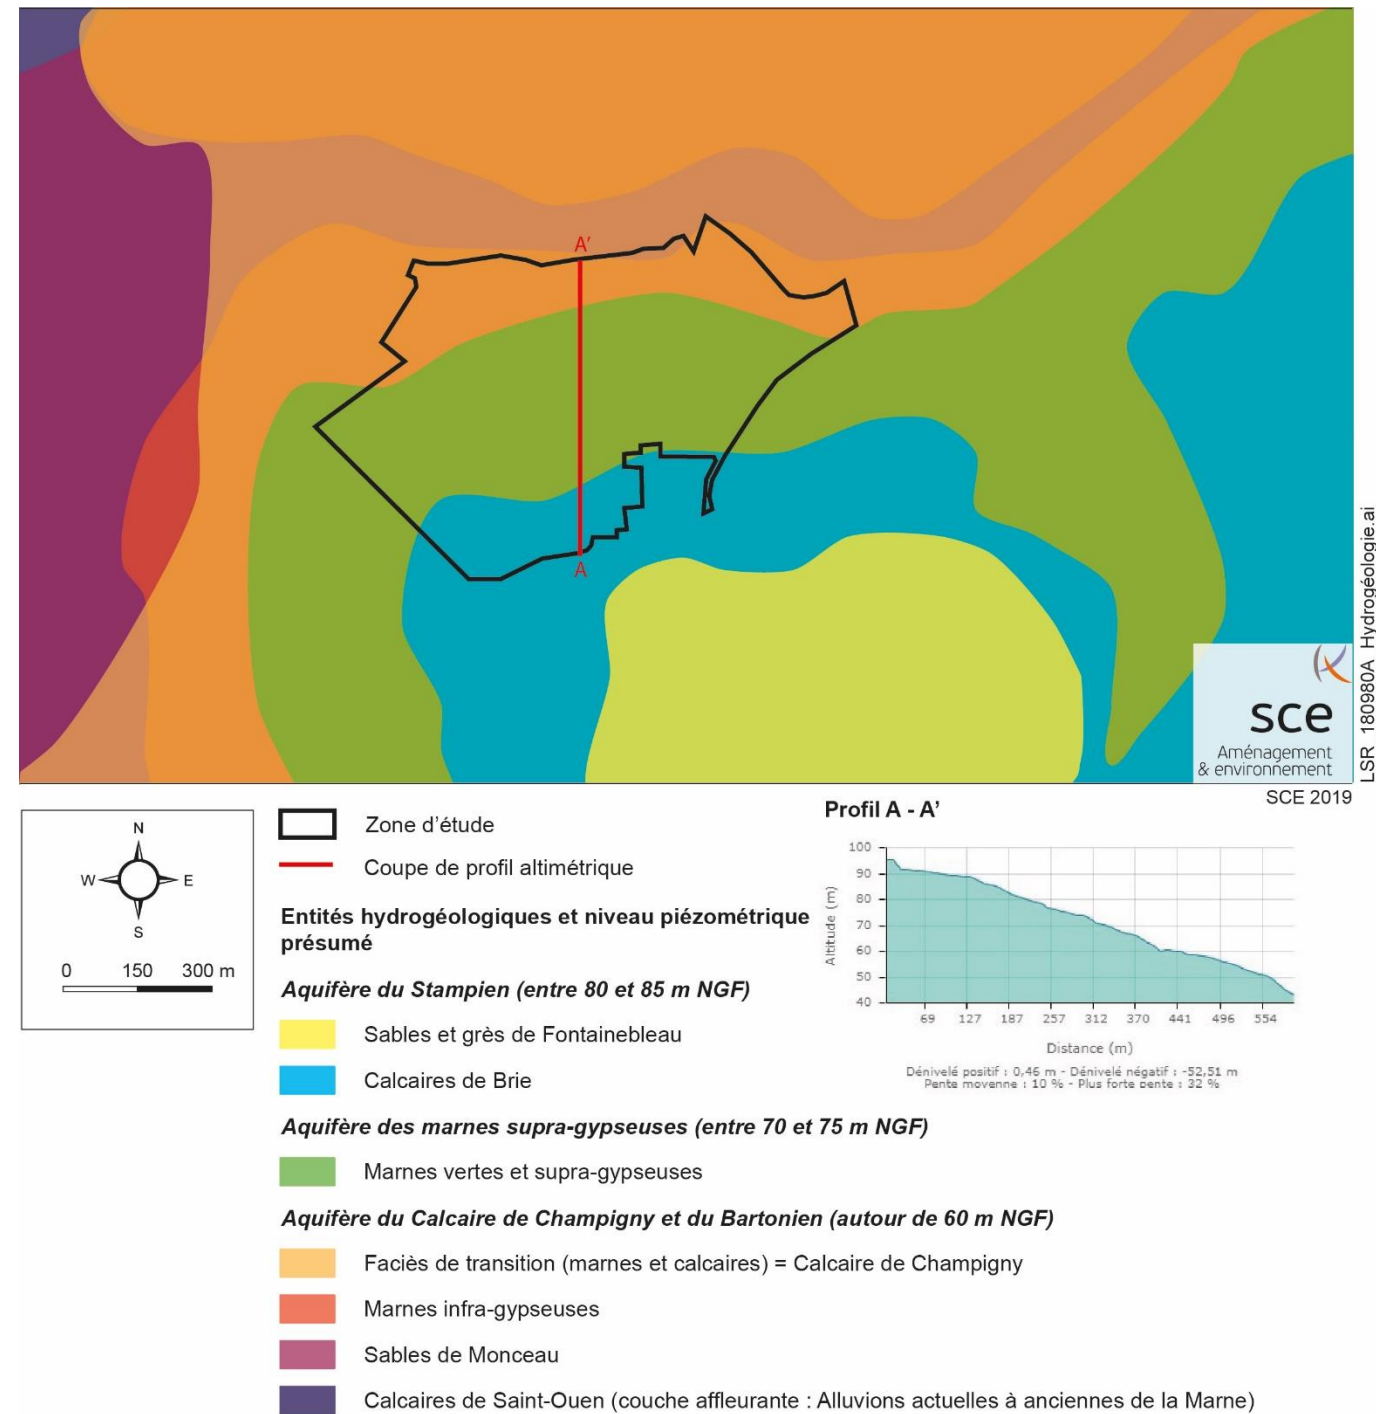 A'
A
sce
Aménagement
& environnement
LSR 180980A Hydrogéologie.ai
SCE 2019
N
W E
S
0 150 300 m
Zone d'étude
Coupe de profil altimétrique
Entités hydrogéologiques et niveau piézométrique
présumé
Aquifère du Stampien (entre 80 et 85 m NGF)
Sables et grès de Fontainebleau
Calcaires de Brie
Aquifère des marnes supra-gypseuses (entre 70 et 75 m NGF)
Marnes vertes et supra-gypseuses
Aquifère du Calcaire de Champigny et du Bartonien (autour de 60 m NGF)
Faciès de transition (marnes et calcaires) = Calcaire de Champigny
Marnes infra-gypseuses
Sables de Monceau
Calcaires de Saint-Ouen (couche affleurante : Alluvions actuelles à anciennes de la Marne)
Profil A - A'
100
90
80
70
60
50
40
Altitude (m)
69 127 187 257 312 370 441 496 554
Distance (m)
Dénivelé positif : 0,46 m - Dénivelé négatif : -52,51 m
Pente moyenne : 10 % - Plus forte pente : 32 %